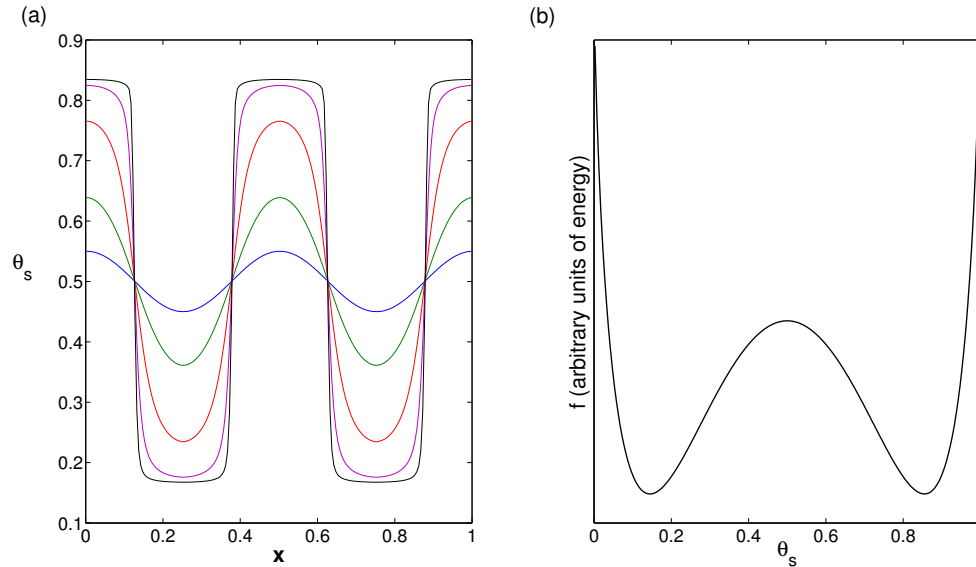 (a)
0.9
0.8
0.7
0.6
0.5
0.4
0.3
0.2
0.1
θs
0 0.2 0.4 0.6 0.8 1
x
(b)
f (arbitrary units of energy)
0 0.2 0.4 0.6 0.8
θs